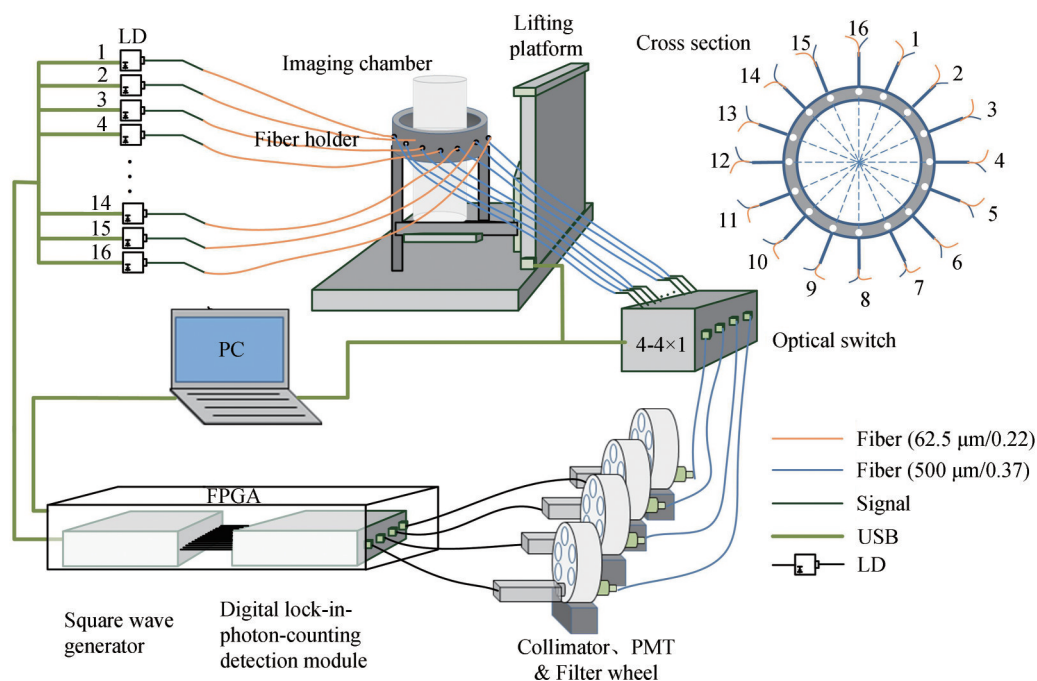 LD
1
2
3
4
14
15
16
Imaging chamber
Fiber holder
Lifting
platform
Cross section
16
1
2
3
4
5
6
7
8
9
10
11
12
13
14
15
PC
4-4×1
Optical switch
Fiber (62.5 μm/0.22)
Fiber (500 μm/0.37)
Signal
USB
LD
FPGA
Square wave
generator
Digital lock-in-
photon-counting
detection module
Collimator、PMT
& Filter wheel